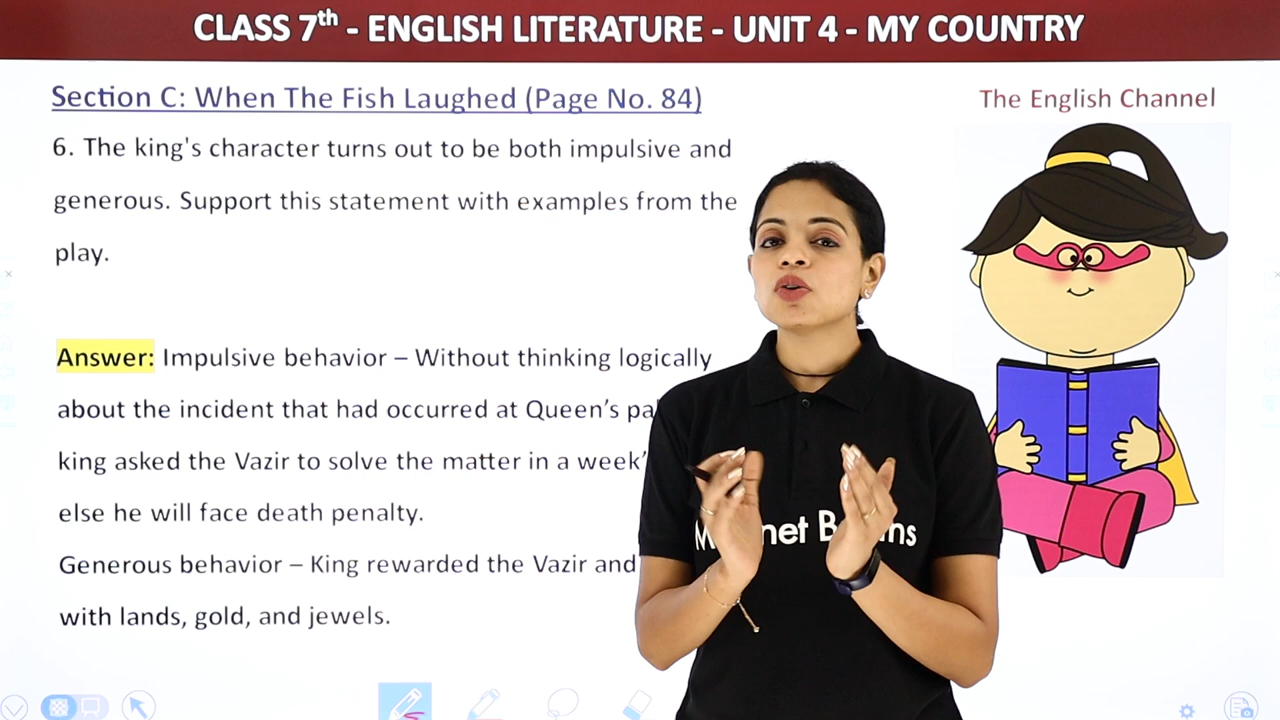 CLASS 7th - ENGLISH LITERATURE - UNIT 4 - MY COUNTRY
Section C: When The Fish Laughed (Page No. 84)
The English Channel
6. The king's character turns out to be both impulsive and
generous. Support this statement with examples from the
play.
Answer: Impulsive behavior – Without thinking logically
about the incident that had occurred at Queen's
king asked the Vazir to solve the matter in a
else he will face death penalty.
Generous behavior – King rewarded the Vazir and
with lands, gold, and jewels.